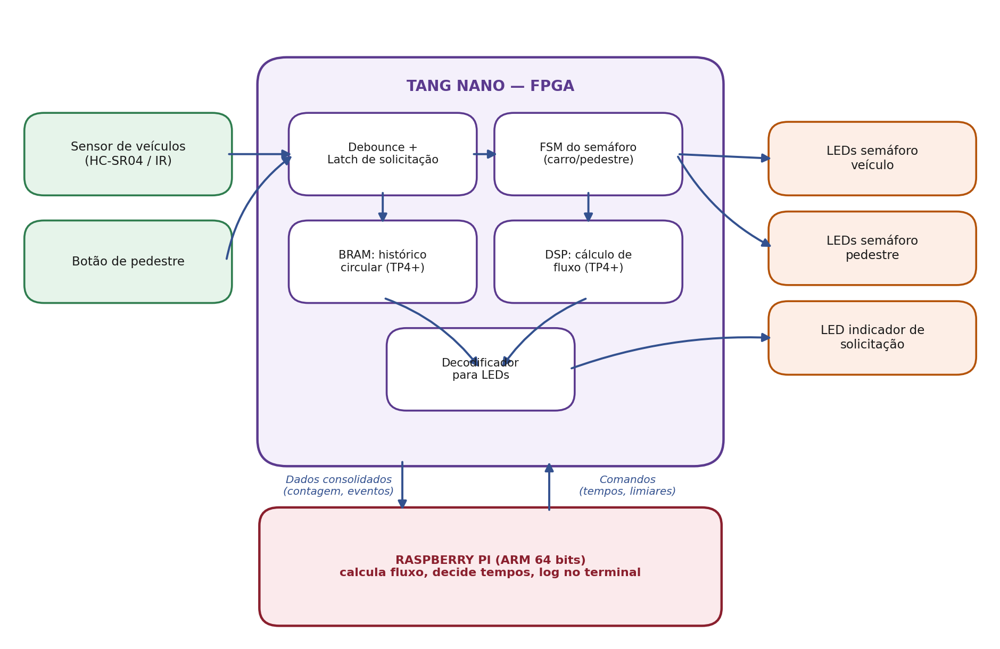 TANG NANO — FPGA
Sensor de veículos
(HC-SR04 / IR)
Debounce +
Latch de solicitação
FSM do semáforo
(carro/pedestre)
LEDs semáforo
veículo
Botão de pedestre
BRAM: histórico
circular (TP4+)
DSP: cálculo de
fluxo (TP4+)
LEDs semáforo
pedestre
Decodificador
para LEDs
LED indicador de
solicitação
Dados consolidados
(contagem, eventos)
Comandos
(tempos, limiares)
RASPBERRY PI (ARM 64 bits)
calcula fluxo, decide tempos, log no terminal